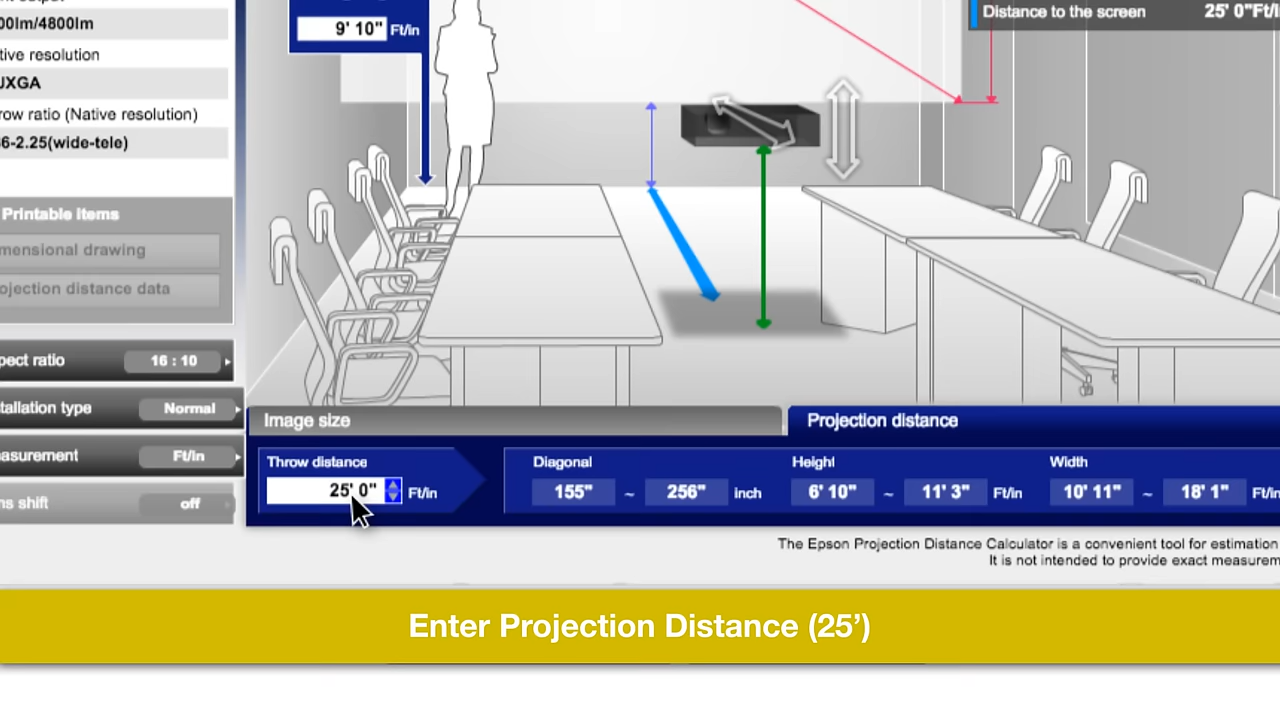 00lm/4800lm
tive resolution
JXGA
row ratio (Native resolution)
6-2.25(wide-tele)
Printable items
mensional drawing
ojection distance data
pect ratio 16 : 10
tallation type Normal
asurement Ft/in
ns shift off
9' 10" Ft/in
Distance to the screen 25' 0"Ft/i
Image size
Projection distance
Throw distance
25' 0" Ft/in
Diagonal
155" ~ 256" inch
Height
6' 10" ~ 11' 3" Ft/in
Width
10' 11" ~ 18' 1" Ft/in
The Epson Projection Distance Calculator is a convenient tool for estimation
It is not intended to provide exact measurem
Enter Projection Distance (25’)